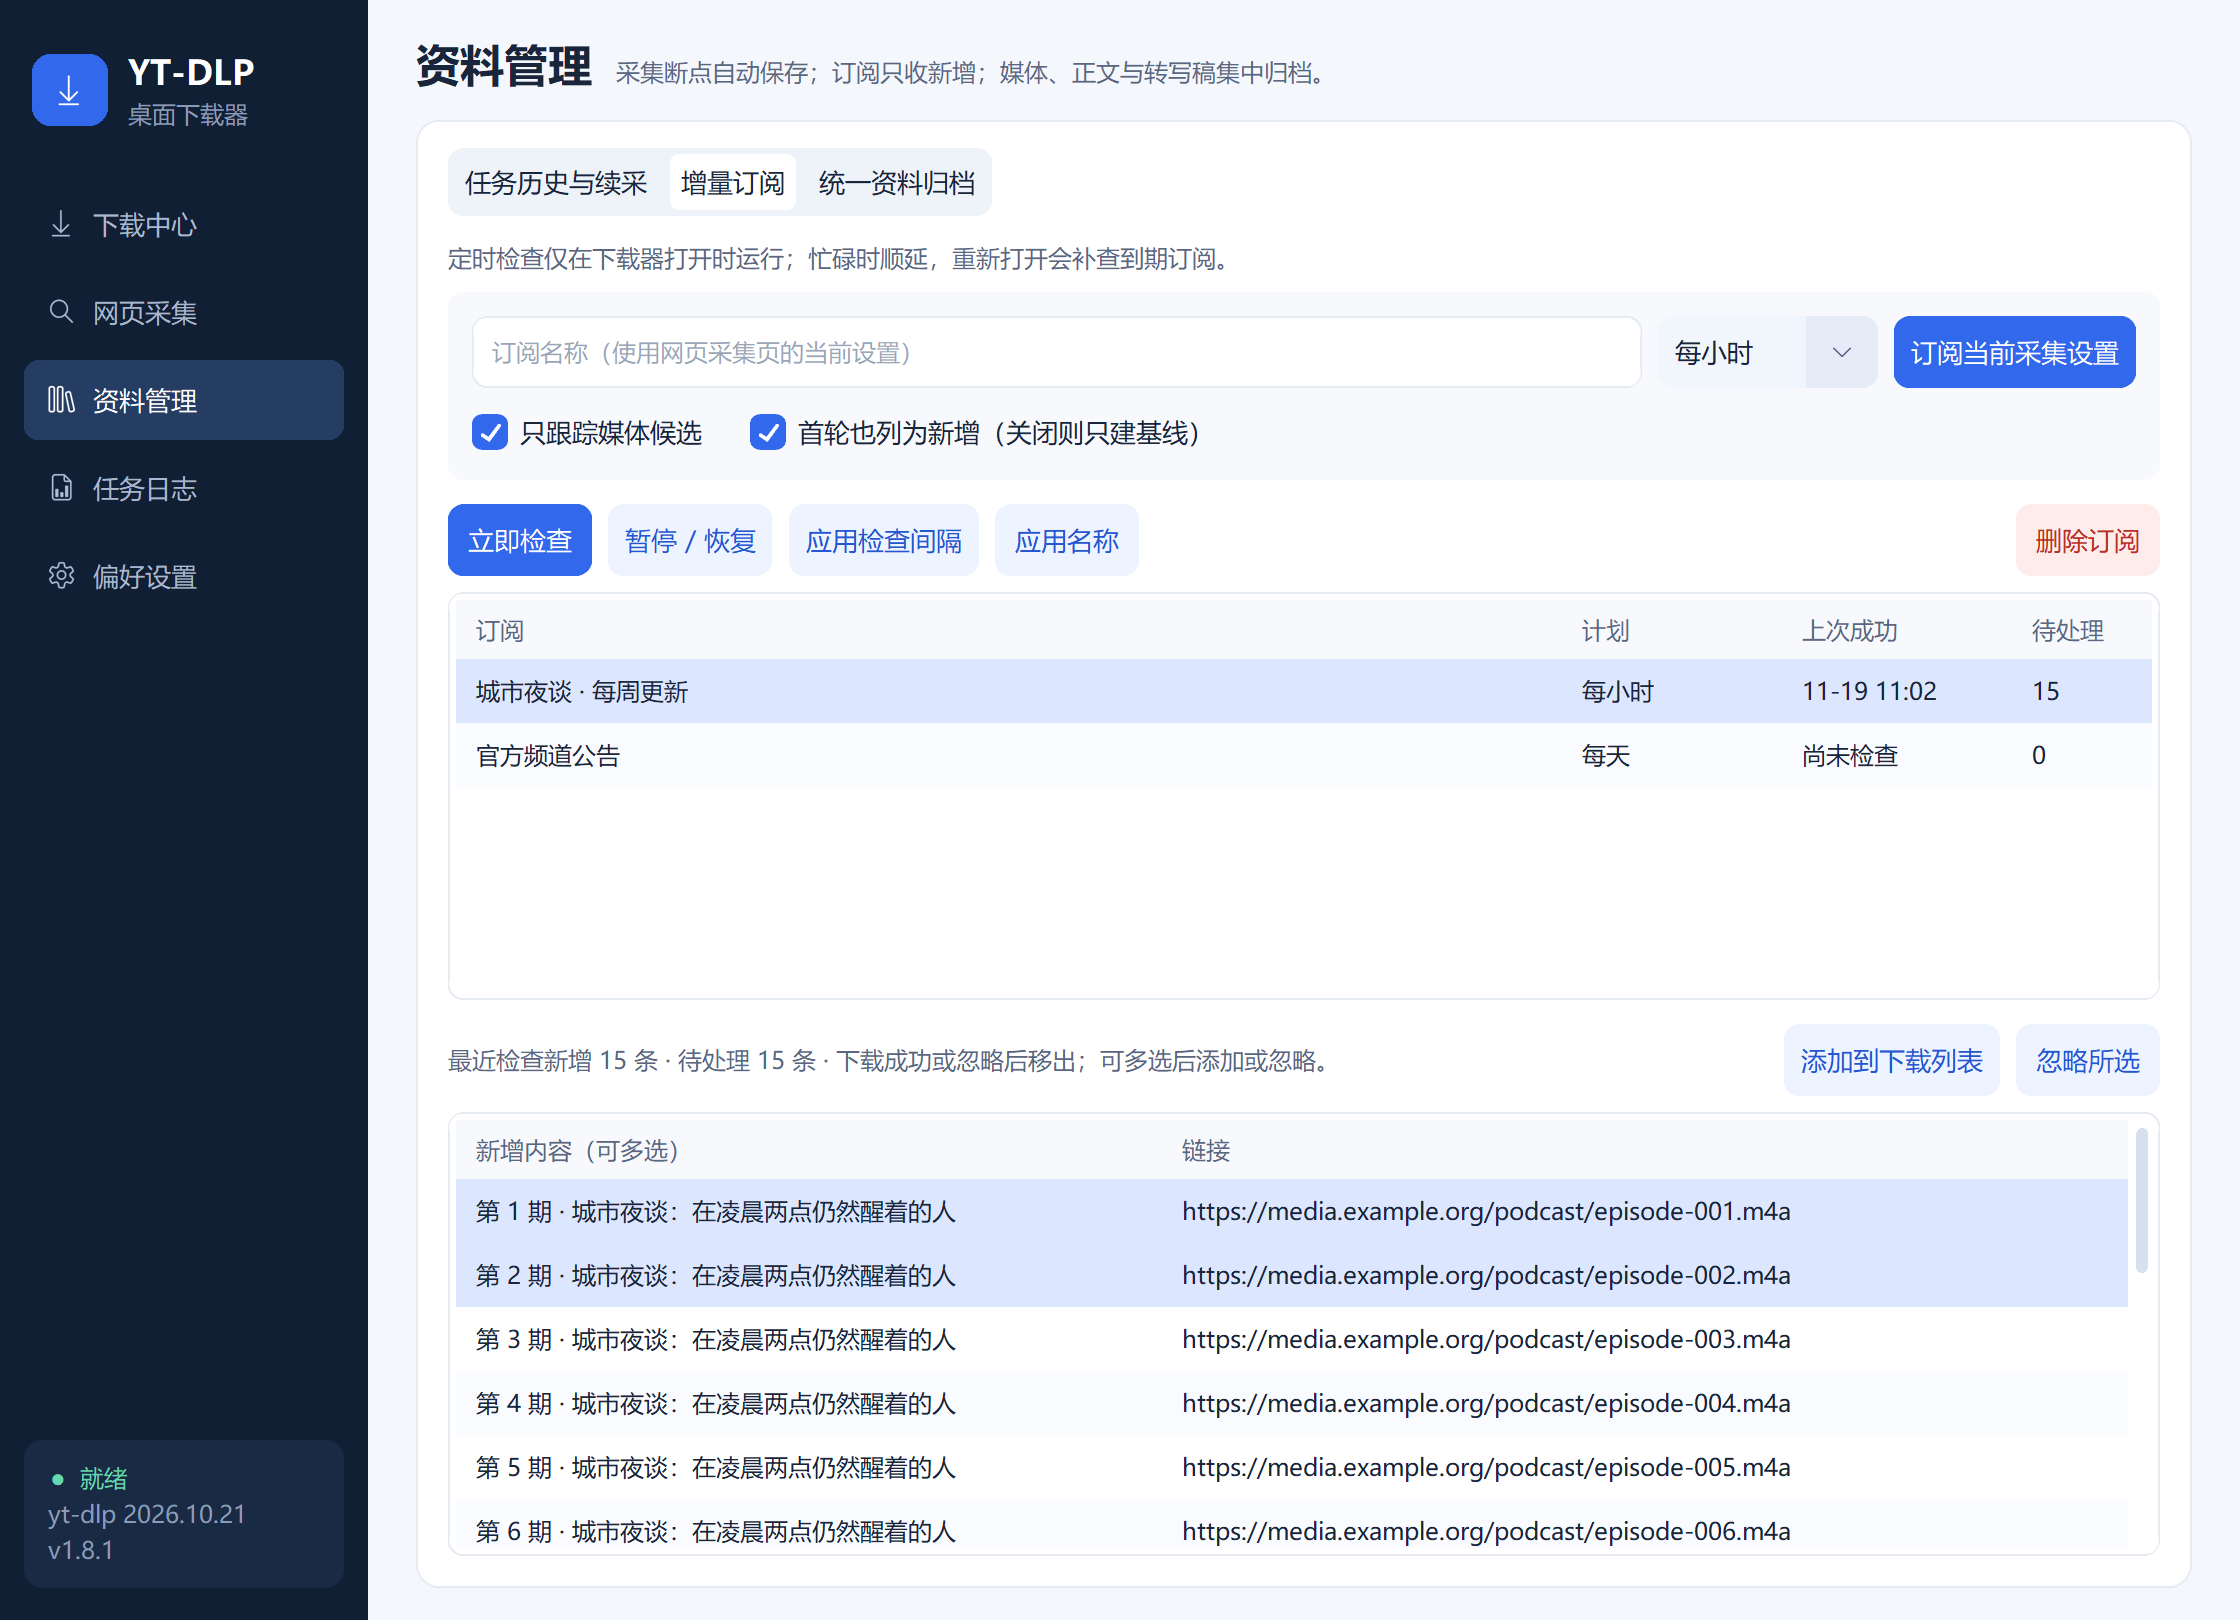 YT-DLP
桌面下载器
下载中心
网页采集
资料管理
任务日志
偏好设置
就绪
yt-dlp 2026.10.21
v1.8.1
资料管理 采集断点自动保存；订阅只收新增；媒体、正文与转写稿集中归档。
任务历史与续采 增量订阅 统一资料归档
定时检查仅在下载器打开时运行；忙碌时顺延，重新打开会补查到期订阅。
订阅名称（使用网页采集页的当前设置） 每小时 订阅当前采集设置
只跟踪媒体候选 首轮也列为新增（关闭则只建基线）
立即检查 暂停 / 恢复 应用检查间隔 应用名称 删除订阅
订阅 计划 上次成功 待处理
城市夜谈 · 每周更新 每小时 11-19 11:02 15
官方频道公告 每天 尚未检查 0
最近检查新增 15 条 · 待处理 15 条 · 下载成功或忽略后移出；可多选后添加或忽略。 添加到下载列表 忽略所选
新增内容（可多选） 链接
第 1 期 · 城市夜谈：在凌晨两点仍然醒着的人 https://media.example.org/podcast/episode-001.m4a
第 2 期 · 城市夜谈：在凌晨两点仍然醒着的人 https://media.example.org/podcast/episode-002.m4a
第 3 期 · 城市夜谈：在凌晨两点仍然醒着的人 https://media.example.org/podcast/episode-003.m4a
第 4 期 · 城市夜谈：在凌晨两点仍然醒着的人 https://media.example.org/podcast/episode-004.m4a
第 5 期 · 城市夜谈：在凌晨两点仍然醒着的人 https://media.example.org/podcast/episode-005.m4a
第 6 期 · 城市夜谈：在凌晨两点仍然醒着的人 https://media.example.org/podcast/episode-006.m4a